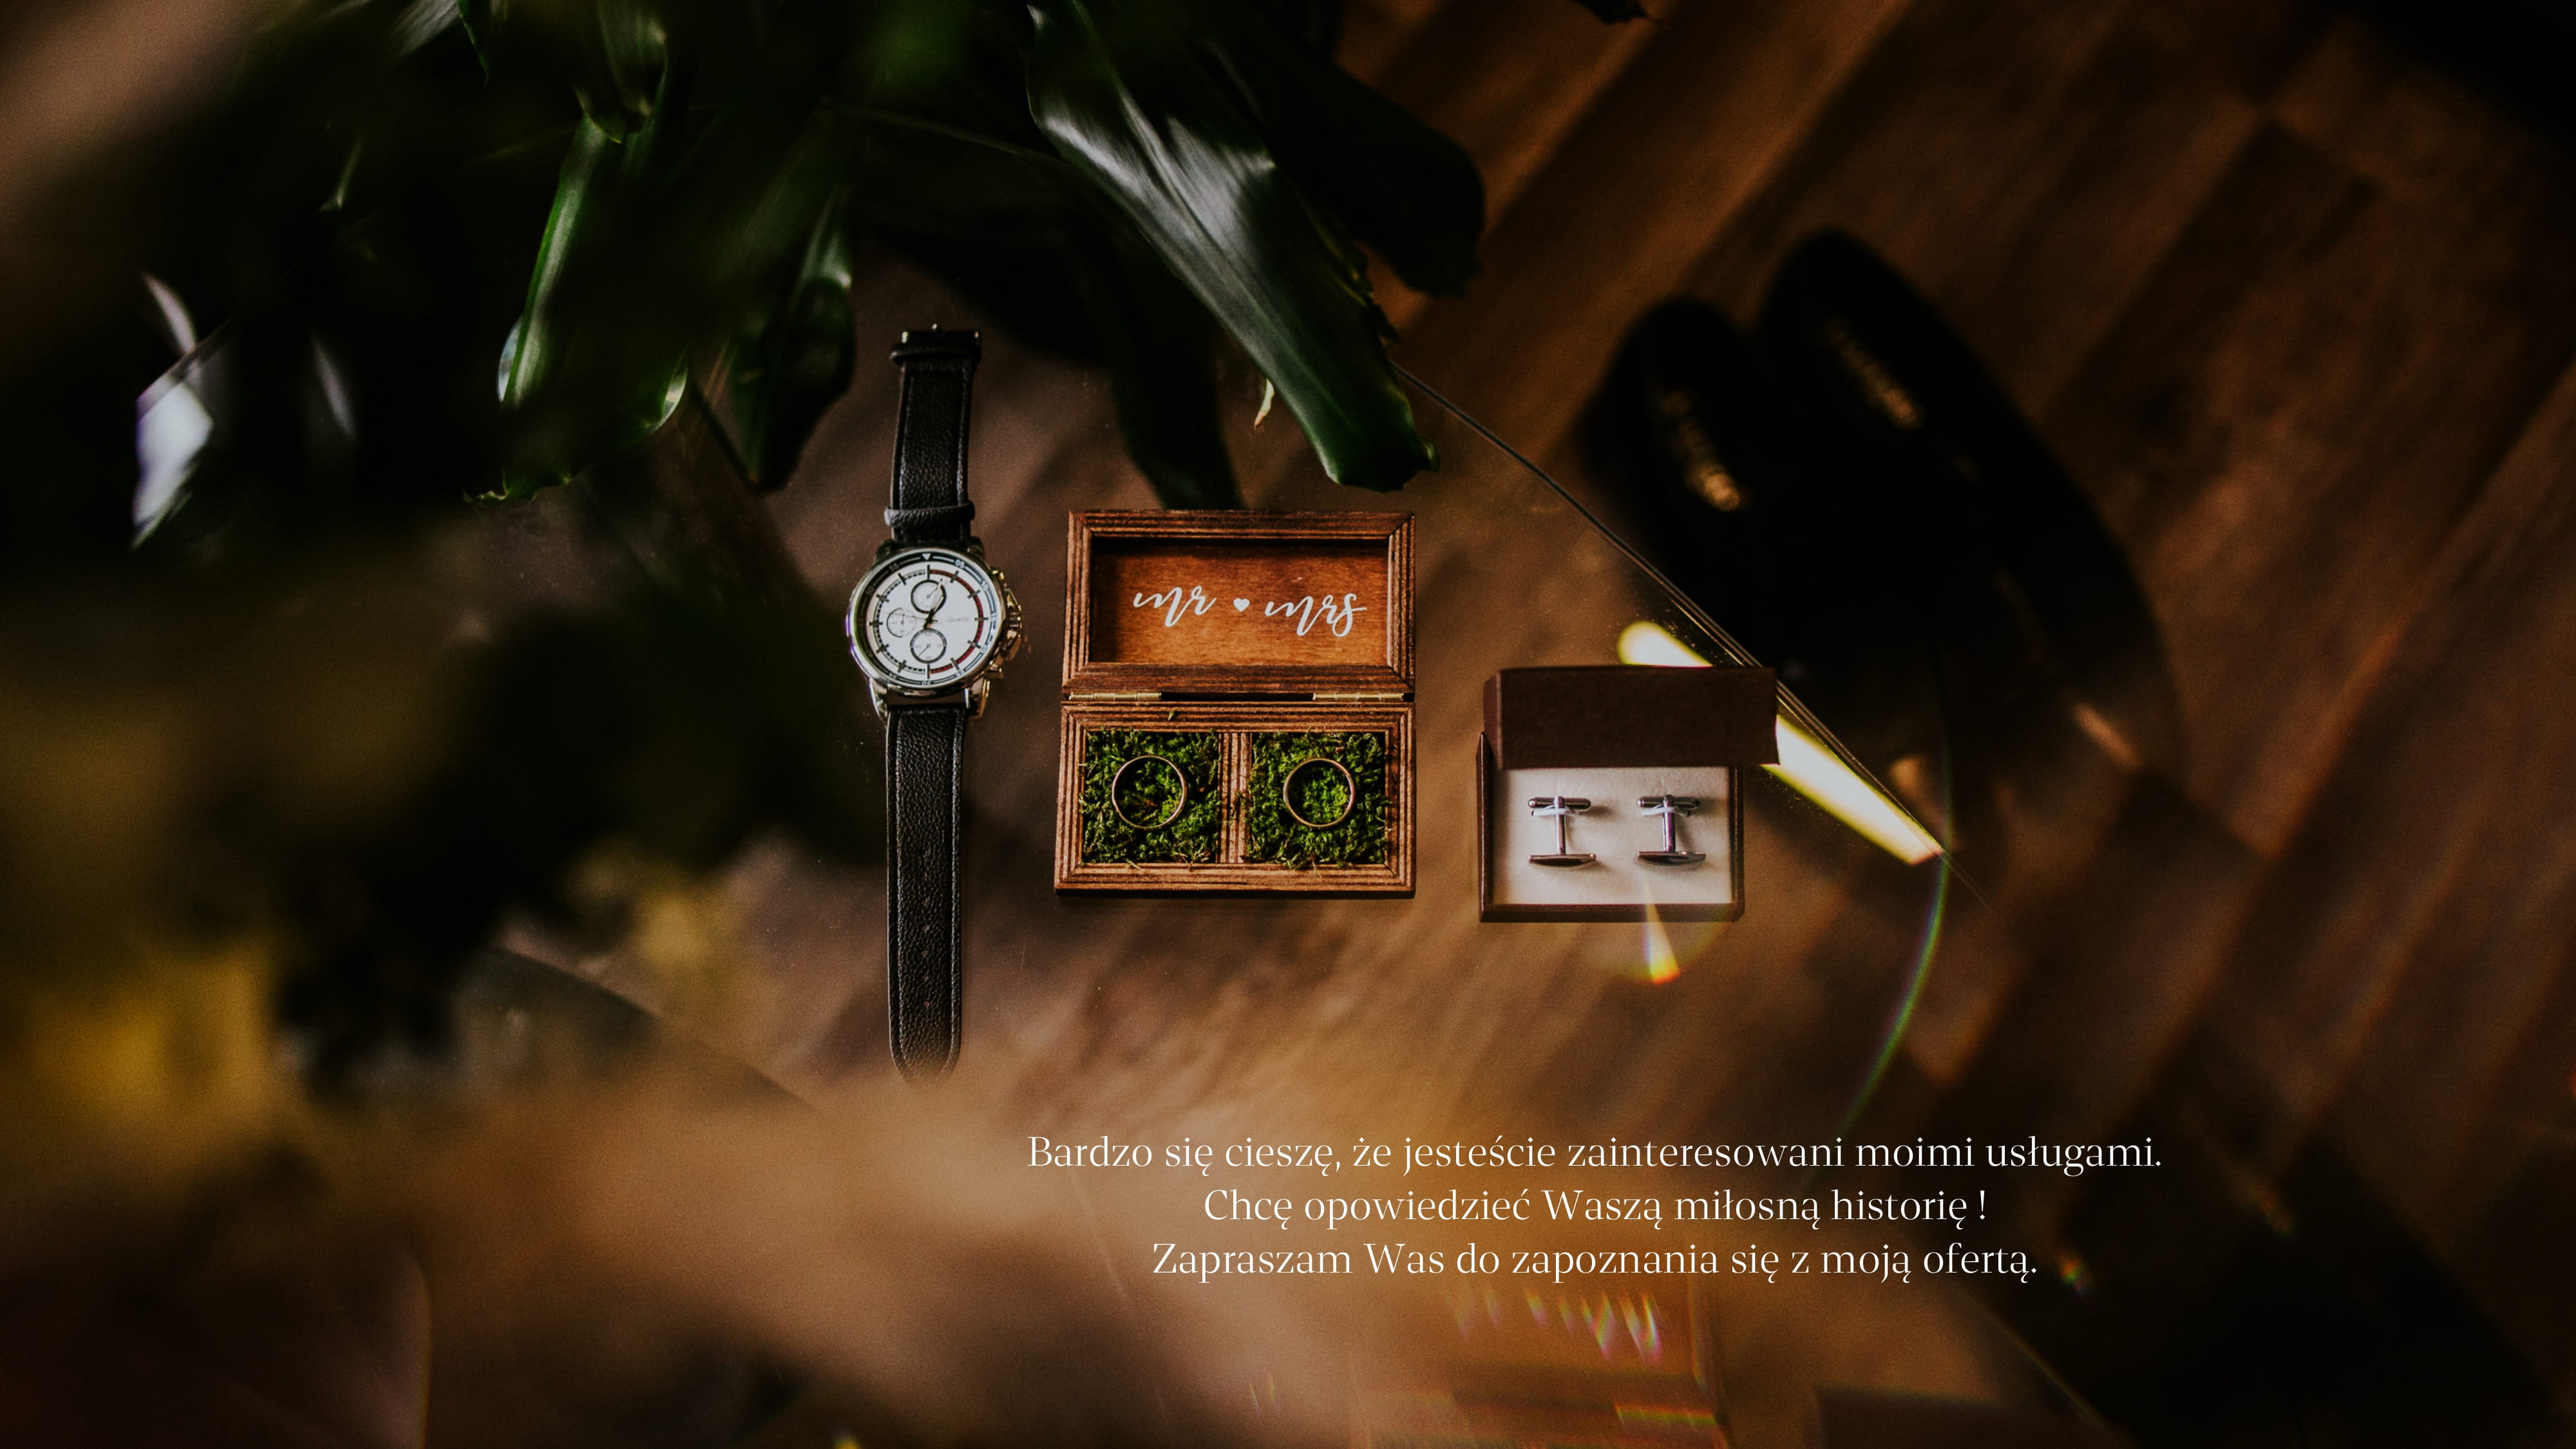 mr ♥ mrs
Quartz
Bardzo się cieszę, że jesteście zainteresowani moimi usługami.
Chcę opowiedzieć Waszą miłosną historię !
Zapraszam Was do zapoznania się z moją ofertą.